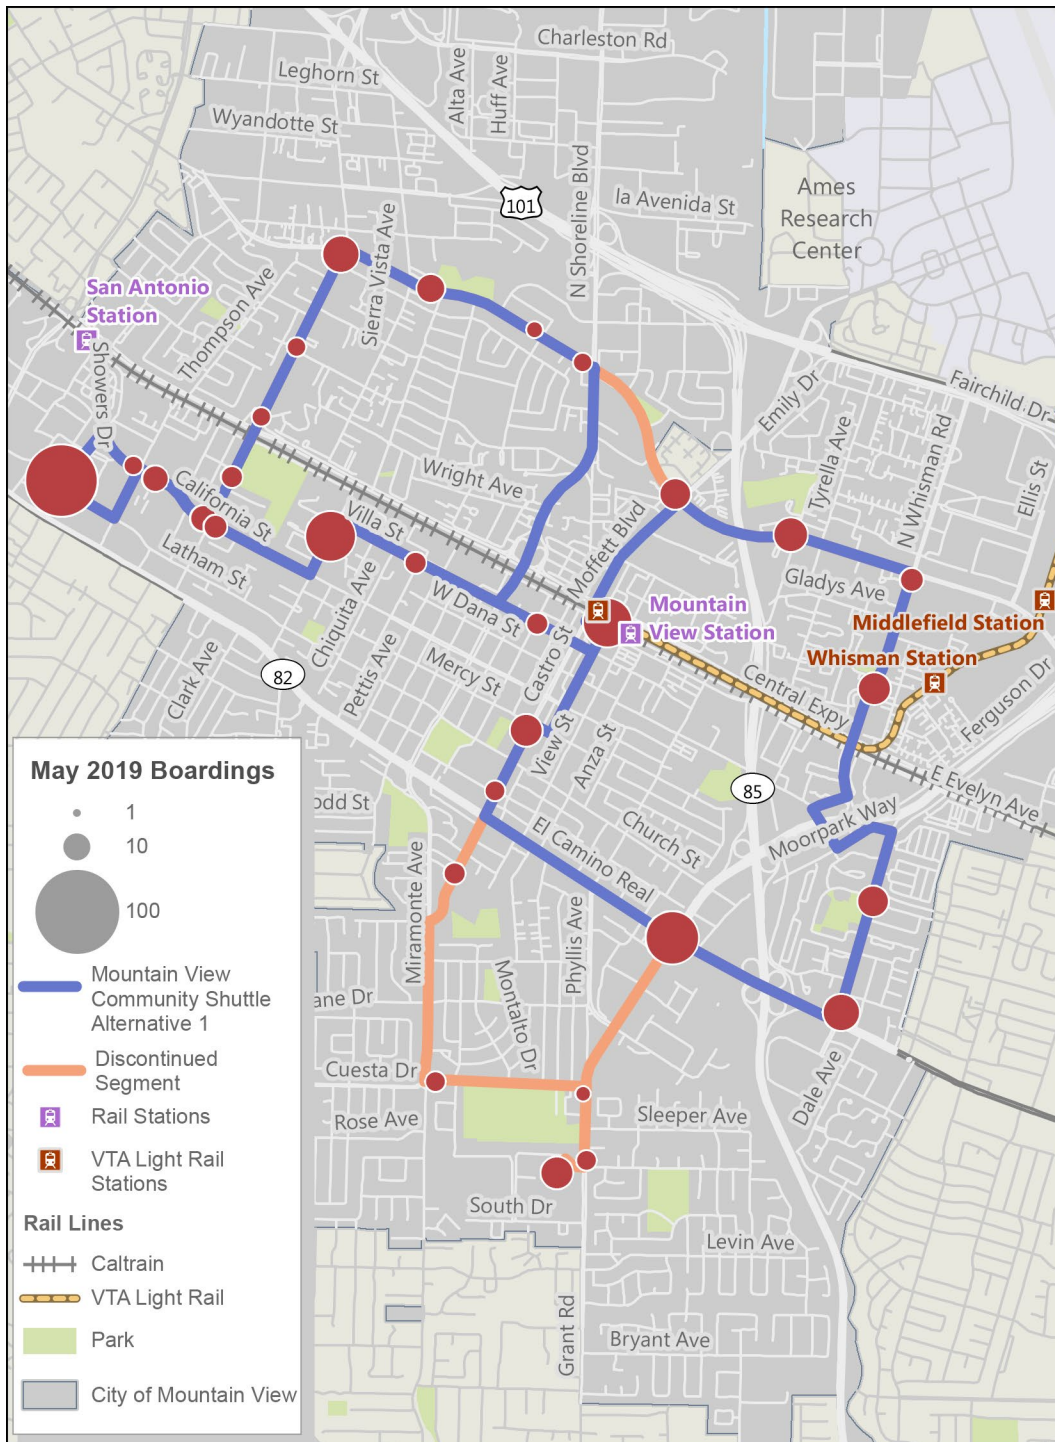 Charleston Rd
Leghorn St
Alta Ave
Huff Ave
Wyandotte St
N Shoreline Blvd
101
la Avenida St
Ames
Research
Center
Sierra Vista Ave
San Antonio
Station
Thompson Ave
Showers Dr
Emily Dr
Fairchild Dr
Tyrella Ave
N Whisman Rd
Ellis St
Wright Ave
California St
Villa St
Moffett Blvd
Latham St
Gladys Ave
W Dana St
Chiquita Ave
Mountain
View Station
Middlefield Station
Whisman Station
Clark Ave
82
Pettis Ave
Mercy St
Castro St
Central Expy
Ferguson Dr
View St
Anza St
85
E Evelyn Ave
May 2019 Boardings
1
10
100
odd St
El Camino Real
Church St
Moorpark Way
Miramonte Ave
Phyllis Ave
Montalto Dr
ane Dr
Mountain View
Community Shuttle
Alternative 1
Discontinued
Segment
Cuesta Dr
Rose Ave
Sleeper Ave
Dale Ave
Rail Stations
VTA Light Rail
Stations
South Dr
Levin Ave
Rail Lines
Caltrain
VTA Light Rail
Grant Rd
Bryant Ave
Park
City of Mountain View